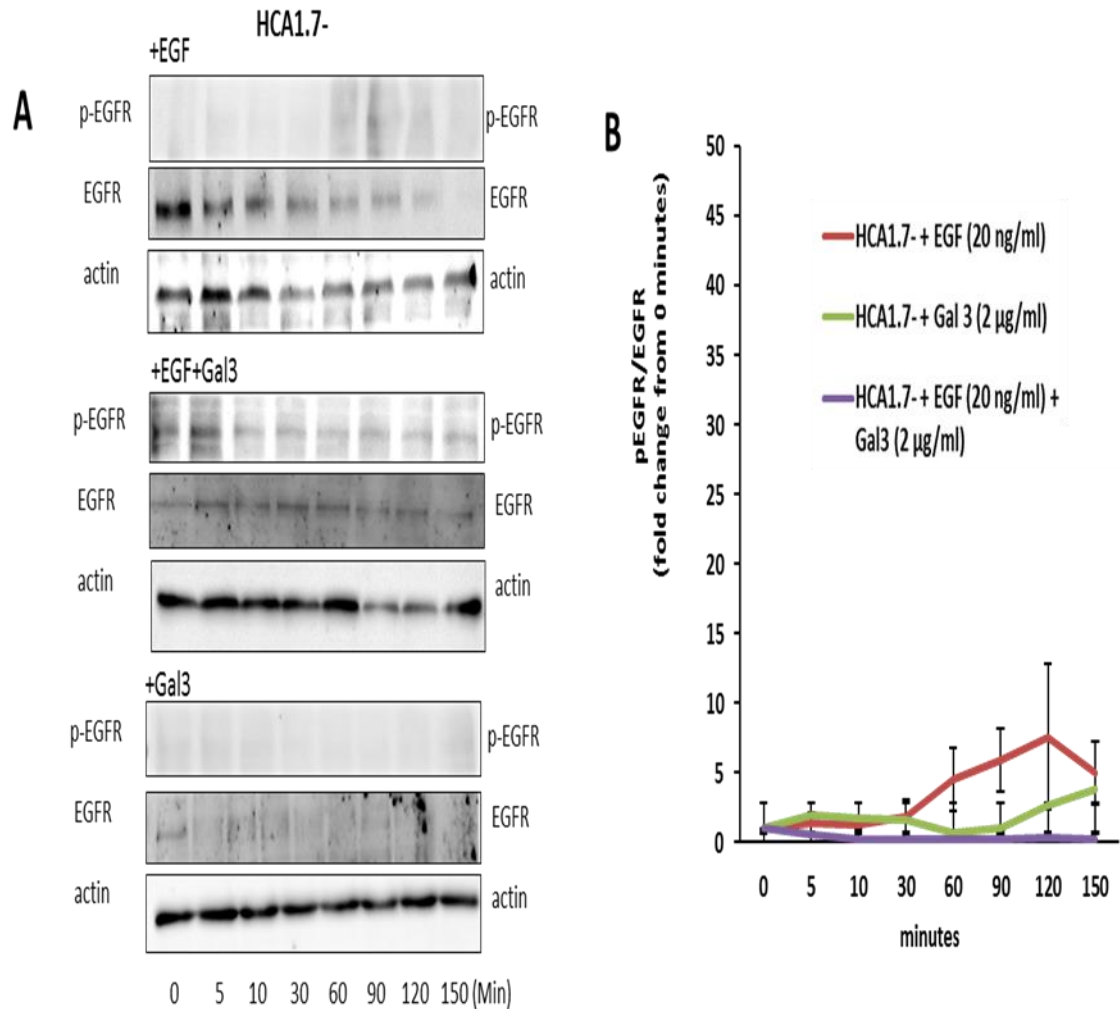 HCA1.7-
A
+EGF
p-EGFR
p-EGFR
EGFR
EGFR
actin
actin
+EGF+Gal3
p-EGFR
p-EGFR
EGFR
EGFR
actin
actin
+Gal3
p-EGFR
p-EGFR
EGFR
EGFR
actin
actin
0 5 10 30 60 90 120 150 (Min)
B
pEGFR/EGFR
(fold change from 0 minutes)
50
45
40
35
30
25
20
15
10
5
0
HCA1.7- + EGF (20 ng/ml)
HCA1.7- + Gal 3 (2 µg/ml)
HCA1.7- + EGF (20 ng/ml) +
Gal3 (2 µg/ml)
0 5 10 30 60 90 120 150
minutes